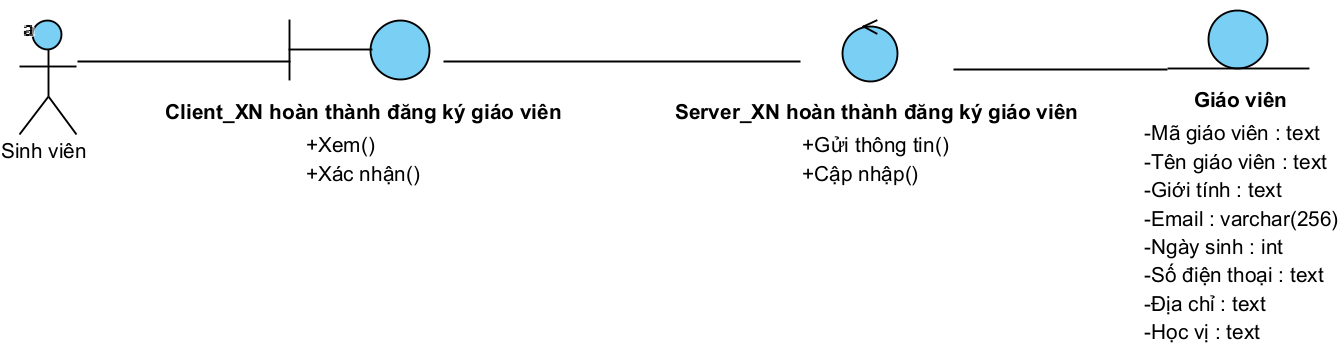 Sinh viên
Client_XN hoàn thành đăng ký giáo viên
+Xem()
+Xác nhận()
Server_XN hoàn thành đăng ký giáo viên
+Gửi thông tin()
+Cập nhập()
Giáo viên
-Mã giáo viên : text
-Tên giáo viên : text
-Giới tính : text
-Email : varchar(256)
-Ngày sinh : int
-Số điện thoại : text
-Địa chỉ : text
-Học vị : text